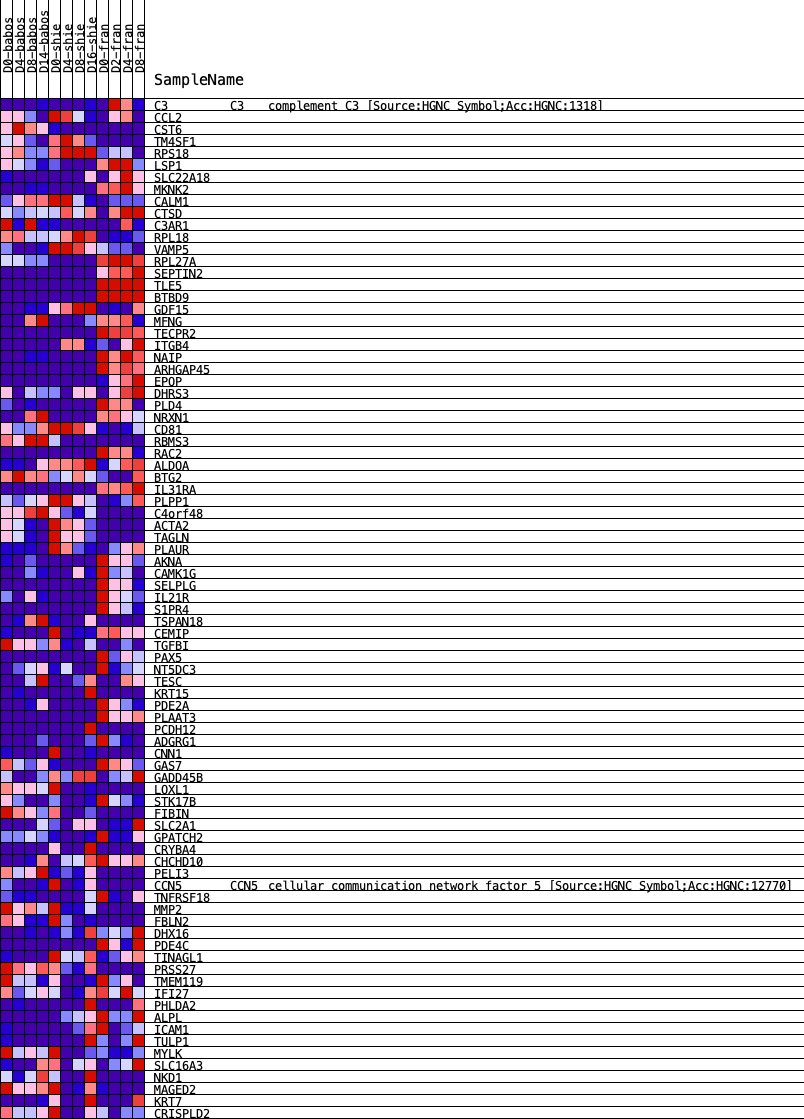 D0-babos
D4-babos
D8-babos
D14-babos
D0-shie
D4-shie
D8-shie
D16-shie
D0-fran
D2-fran
D4-fran
D8-fran
SampleName
C3 C3 complement C3 [Source:HGNC Symbol;Acc:HGNC:1318]
CCL2
CST6
TM4SF1
RPS18
LSP1
SLC22A18
MKNK2
CALM1
CTSD
C3AR1
RPL18
VAMP5
RPL27A
SEPTIN2
TLE5
BTBD9
GDF15
MFNG
TECPR2
ITGB4
NAIP
ARHGAP45
EPOP
DHRS3
PLD4
NRXN1
CD81
RBMS3
RAC2
ALDOA
BTG2
IL31RA
PLPP1
C4orf48
ACTA2
TAGLN
PLAUR
AKNA
CAMK1G
SELPLG
IL21R
S1PR4
TSPAN18
CEMIP
TGFBI
PAX5
NT5DC3
TESC
KRT15
PDE2A
PLAAT3
PCDH12
ADGRG1
CNN1
GAS7
GADD45B
LOXL1
STK17B
FIBIN
SLC2A1
GPATCH2
CRYBA4
CHCHD10
PELI3
CCN5 CCN5 cellular communication network factor 5 [Source:HGNC Symbol;Acc:HGNC:12770]
TNFRSF18
MMP2
FBLN2
DHX16
PDE4C
TINAGL1
PRSS27
TMEM119
IFI27
PHLDA2
ALPL
ICAM1
TULP1
MYLK
SLC16A3
NKD1
MAGED2
KRT7
CRISPLD2